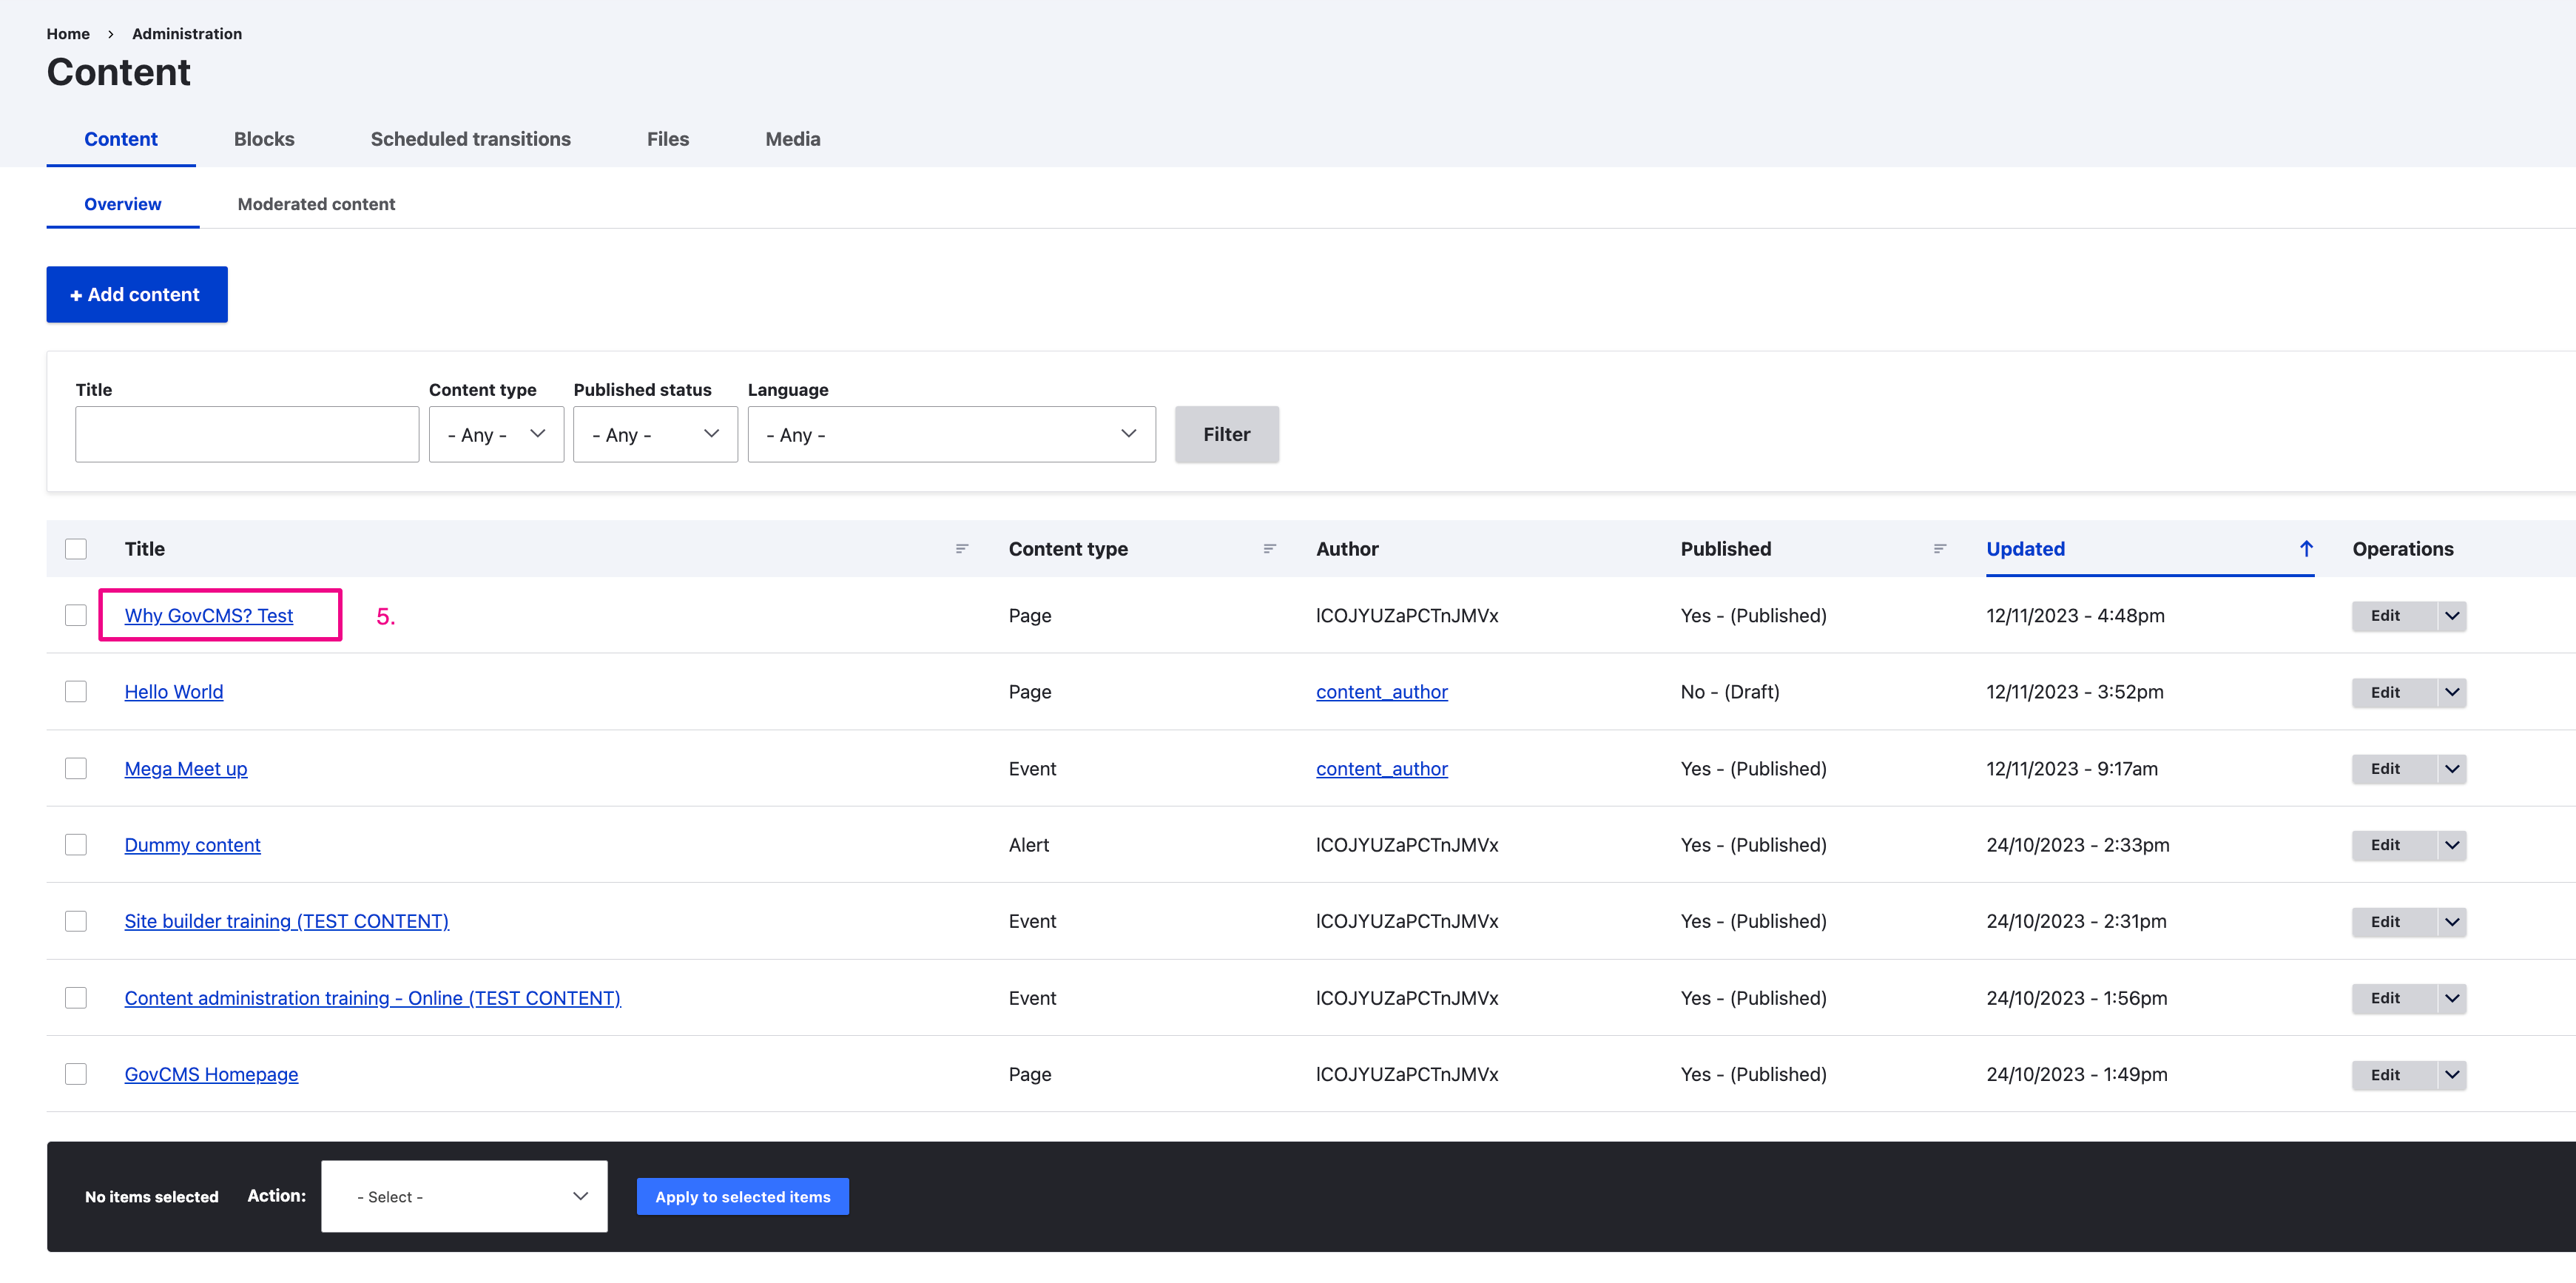 Home > Administration
Content
Content Blocks Scheduled transitions Files Media
Overview Moderated content
+ Add content
Title Content type Published status Language
- Any - - Any - - Any - Filter
Title Content type Author Published Updated Operations
Why GovCMS? Test 5. Page lCOJYUZaPCTnJMVx Yes - (Published) 12/11/2023 - 4:48pm Edit
Hello World Page content_author No - (Draft) 12/11/2023 - 3:52pm Edit
Mega Meet up Event content_author Yes - (Published) 12/11/2023 - 9:17am Edit
Dummy content Alert lCOJYUZaPCTnJMVx Yes - (Published) 24/10/2023 - 2:33pm Edit
Site builder training (TEST CONTENT) Event lCOJYUZaPCTnJMVx Yes - (Published) 24/10/2023 - 2:31pm Edit
Content administration training - Online (TEST CONTENT) Event lCOJYUZaPCTnJMVx Yes - (Published) 24/10/2023 - 1:56pm Edit
GovCMS Homepage Page lCOJYUZaPCTnJMVx Yes - (Published) 24/10/2023 - 1:49pm Edit
No items selected Action: - Select - Apply to selected items